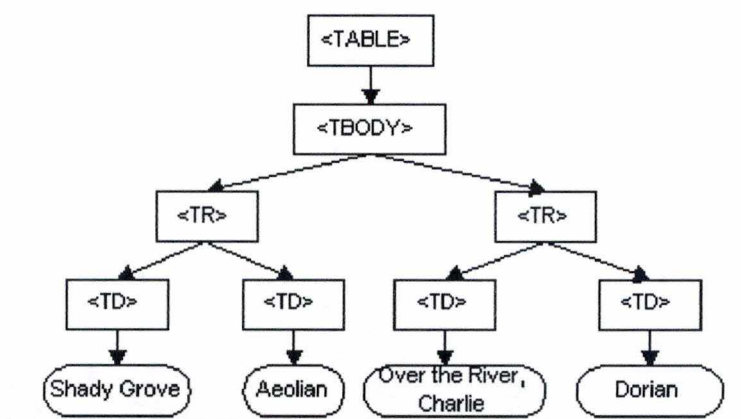 <TABLE>
<TBODY>
<TR>
<TR>
<TD>
<TD>
<TD>
<TD>
Shady Grove
Aeolian
Over the River,
Charlie
Dorian